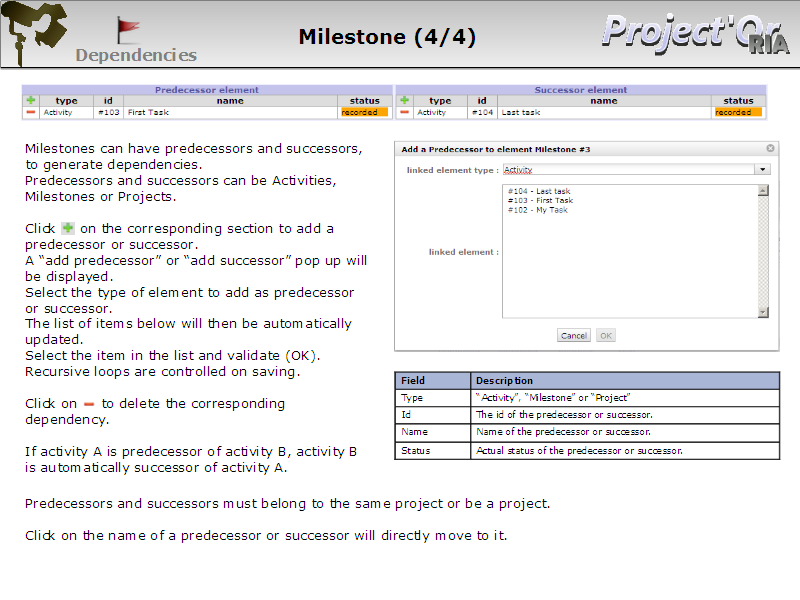 Milestone (4/4)
Project'Or
RIA
Dependencies
Predecessor element
type id name status
Activity #103 First Task recorded
Successor element
type id name status
Activity #104 Last task recorded
Milestones can have predecessors and successors,
to generate dependencies.
Predecessors and successors can be Activities,
Milestones or Projects.
Click on the corresponding section to add a
predecessor or successor.
A “add predecessor” or “add successor” pop up will
be displayed.
Select the type of element to add as predecessor
or successor.
The list of items below will then be automatically
updated.
Select the item in the list and validate (OK).
Recursive loops are controlled on saving.
Click on to delete the corresponding
dependency.
If activity A is predecessor of activity B, activity B
is automatically successor of activity A.
Add a Predecessor to element Milestone #3
linked element type : Activity
#104 - Last task
#103 - First Task
#102 - My Task
linked element :
Cancel OK
Field Description
Type “Activity”, “Milestone” or “Project”
Id The id of the predecessor or successor.
Name Name of the predecessor or successor.
Status Actual status of the predecessor or successor.
Predecessors and successors must belong to the same project or be a project.
Click on the name of a predecessor or successor will directly move to it.